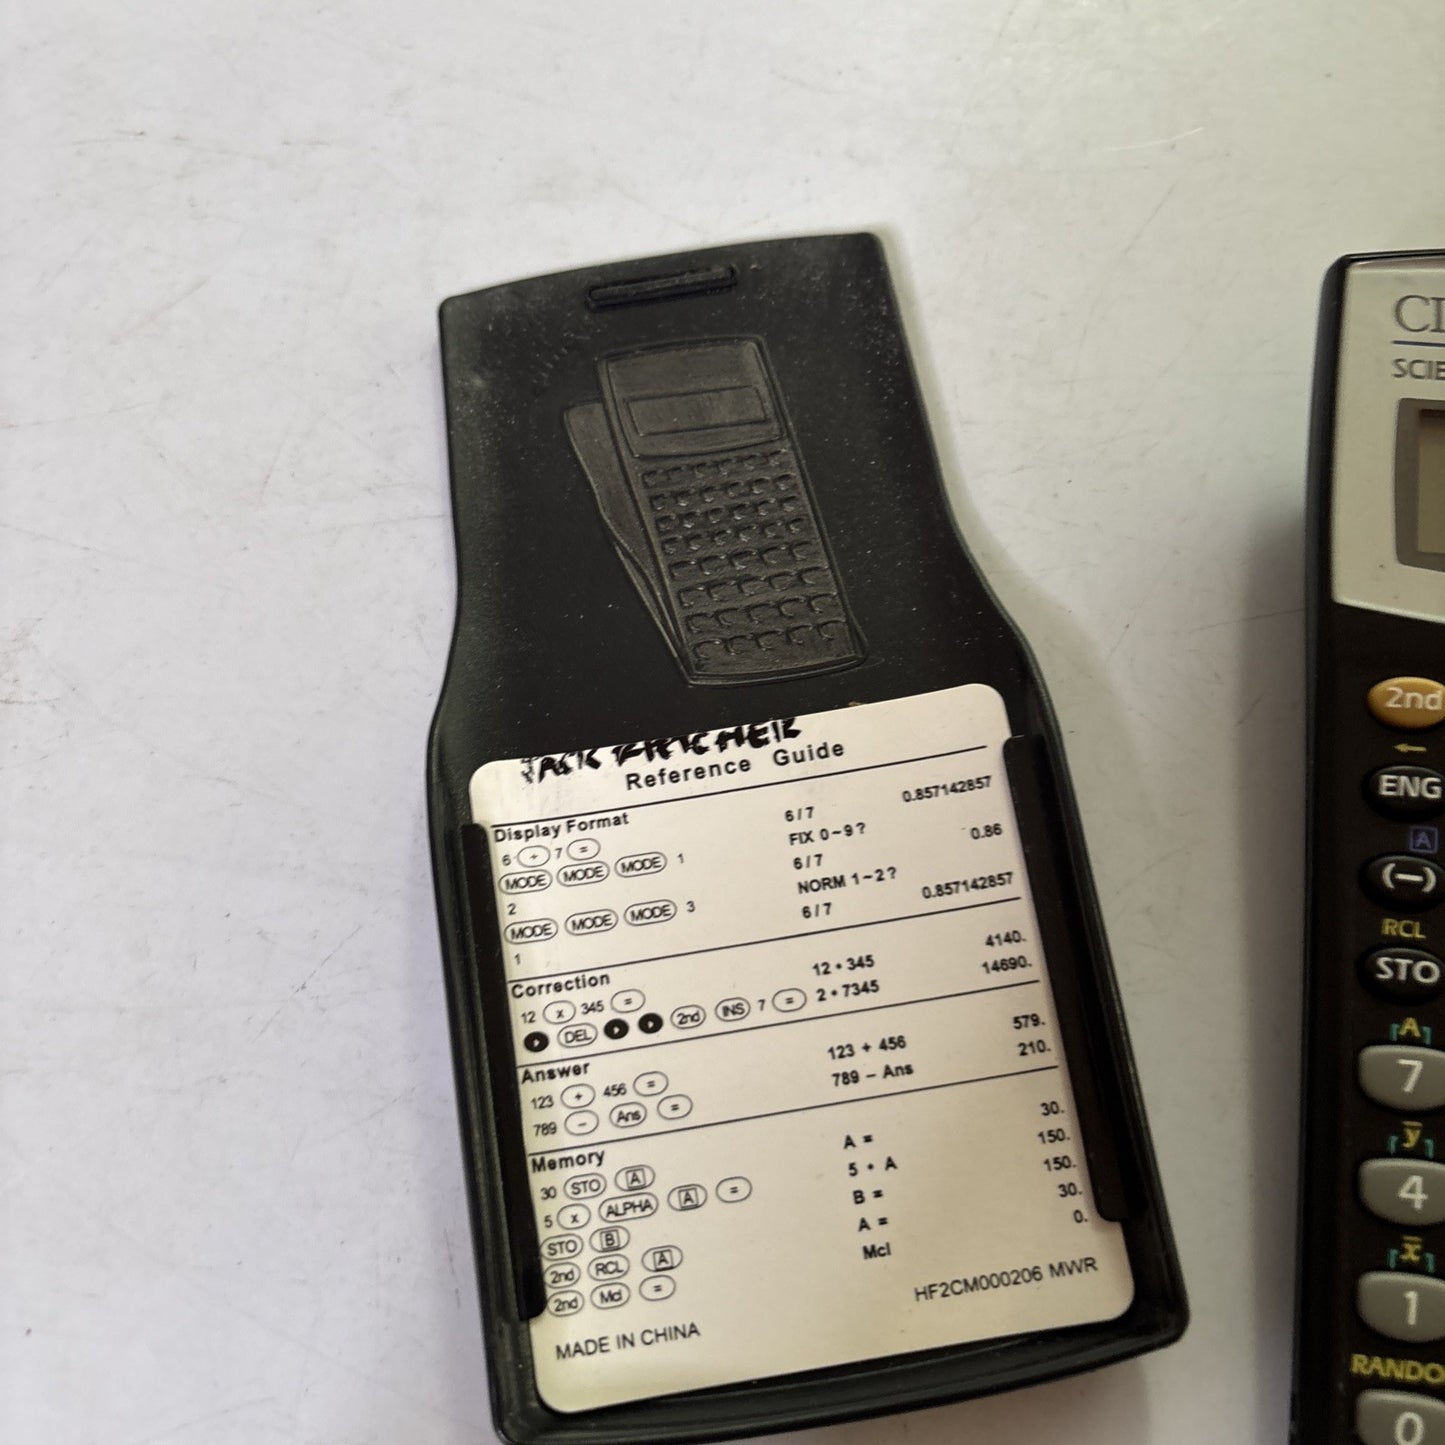 Reference Guide
Display Format
6 ÷ 7 = 6/7 0.857142857
MODE MODE MODE 1 FIX 0~9?
2 6/7 0.86
MODE MODE MODE 3 NORM 1~2?
1 6/7 0.857142857
Correction
12 x 345 = 12 * 345 4140.
DEL 2nd INS 7 = 2 * 7345 14690.
Answer
123 + 456 = 123 + 456 579.
789 − Ans = 789 − Ans 210.
Memory
30 STO A A = 30.
5 x ALPHA A = 5 * A 150.
STO B B = 150.
2nd RCL A A = 30.
2nd Mcl = Mcl 0.
MADE IN CHINA HF2CM000206 MWR
2nd
ENG
A
(−)
RCL
STO
A
7
y̅
4
x̅
1
0